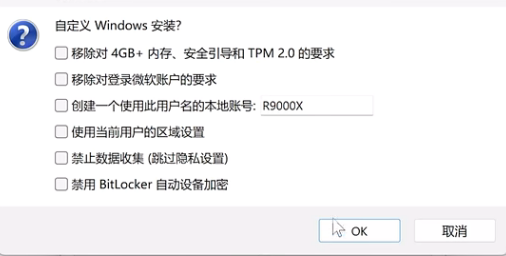 自定义 Windows 安装?
移除对 4GB+ 内存、安全引导和 TPM 2.0 的要求
移除对登录微软账户的要求
创建一个使用此用户名的本地账号: R9000X
使用当前用户的区域设置
禁止数据收集 (跳过隐私设置)
禁用 BitLocker 自动设备加密
OK 取消